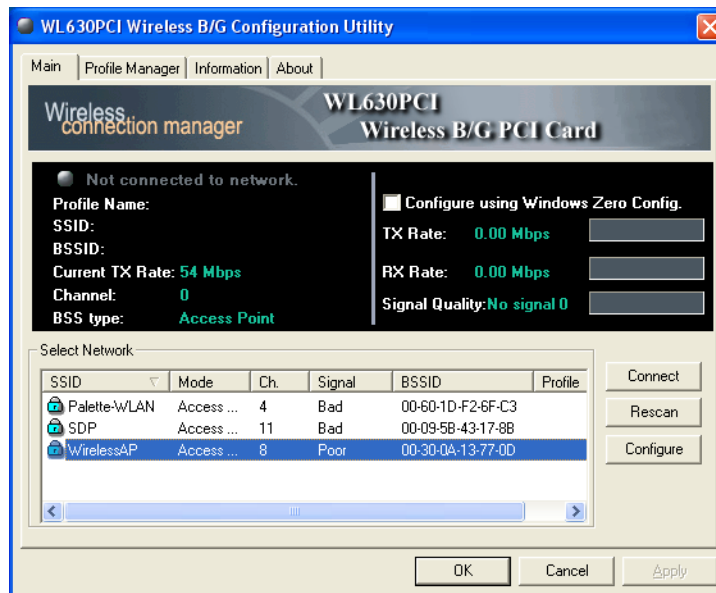 WL630PCI Wireless B/G Configuration Utility
Main Profile Manager Information About
Wireless
connection manager
WL630PCI
Wireless B/G PCI Card
Not connected to network.
Profile Name:
SSID:
BSSID:
Current TX Rate: 54 Mbps
Channel: 0
BSS type: Access Point
Configure using Windows Zero Config.
TX Rate: 0.00 Mbps
RX Rate: 0.00 Mbps
Signal Quality:No signal 0
Select Network
SSID Mode Ch. Signal BSSID Profile
Palette-WLAN Access ... 4 Bad 00-60-1D-F2-6F-C3
SDP Access ... 11 Bad 00-09-5B-43-17-8B
WirelessAP Access ... 8 Poor 00-30-0A-13-77-0D
Connect
Rescan
Configure
OK Cancel Apply